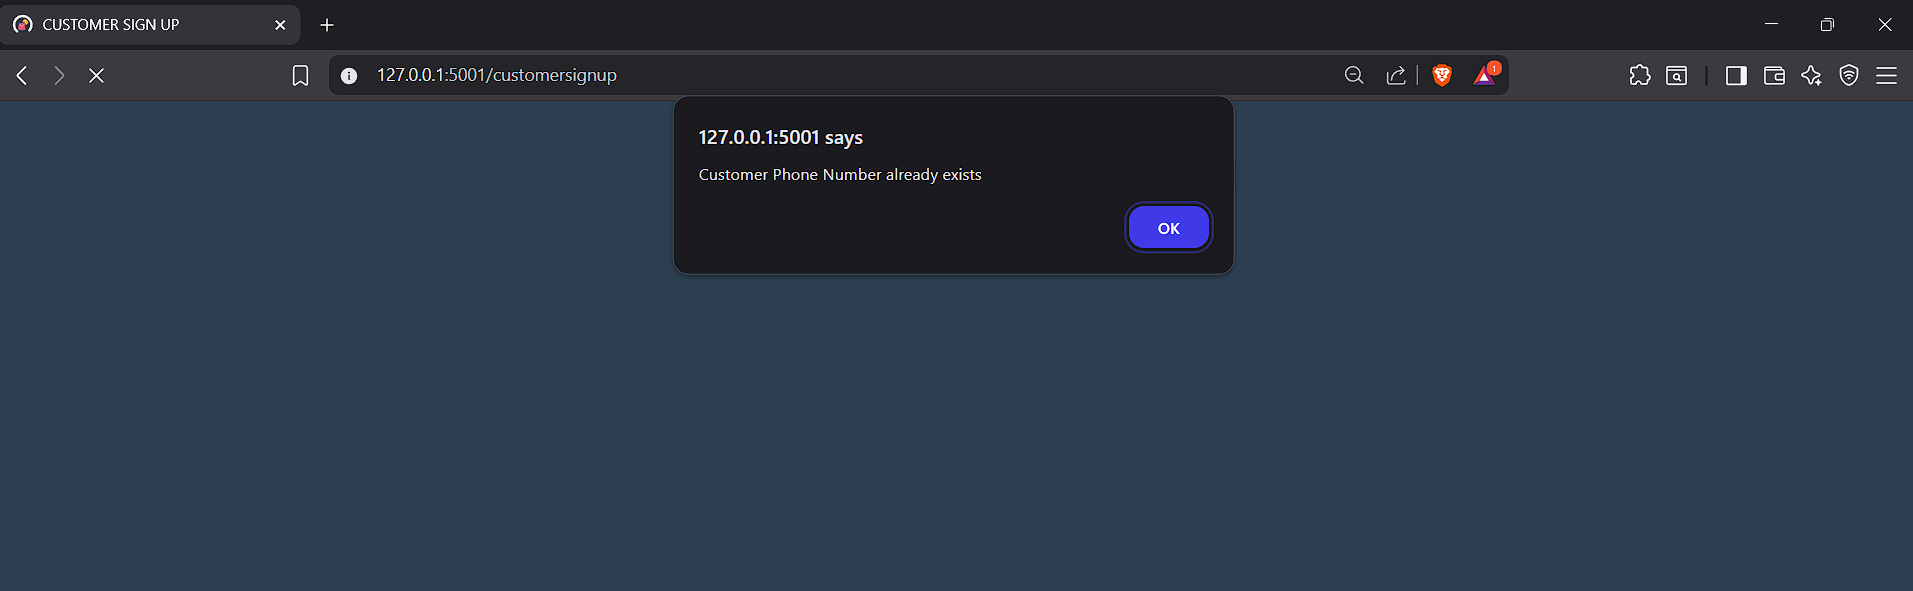 CUSTOMER SIGN UP
127.0.0.1:5001/customersignup
1
127.0.0.1:5001 says
Customer Phone Number already exists
OK